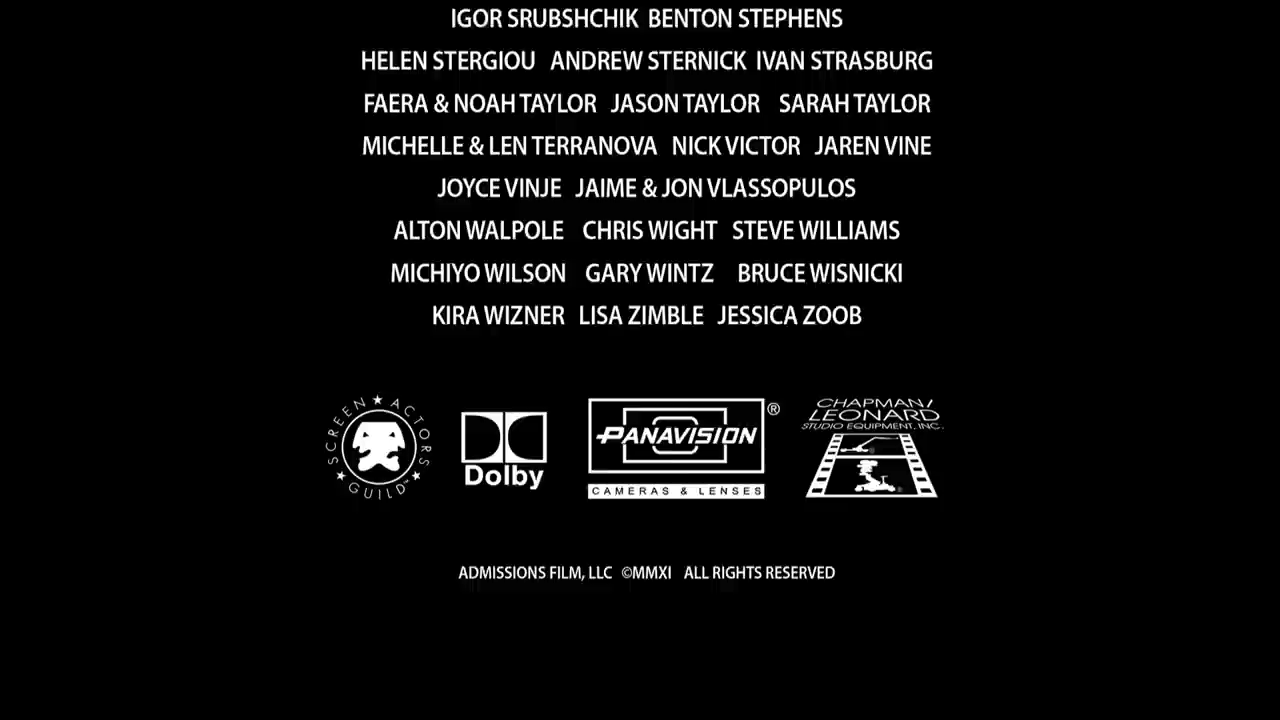 IGOR SRUBSHCHIK BENTON STEPHENS
HELEN STERGIOU ANDREW STERNICK IVAN STRASBURG
FAERA & NOAH TAYLOR JASON TAYLOR SARAH TAYLOR
MICHELLE & LEN TERRANOVA NICK VICTOR JAREN VINE
JOYCE VINJE JAIME & JON VLASSOPULOS
ALTON WALPOLE CHRIS WIGHT STEVE WILLIAMS
MICHIYO WILSON GARY WINTZ BRUCE WISNICKI
KIRA WIZNER LISA ZIMBLE JESSICA ZOOB
SCREEN ACTORS GUILD
Dolby
PANAVISION ®
CAMERAS & LENSES
CHAPMAN/
LEONARD
STUDIO EQUIPMENT, INC.
ADMISSIONS FILM, LLC ©MMXI ALL RIGHTS RESERVED